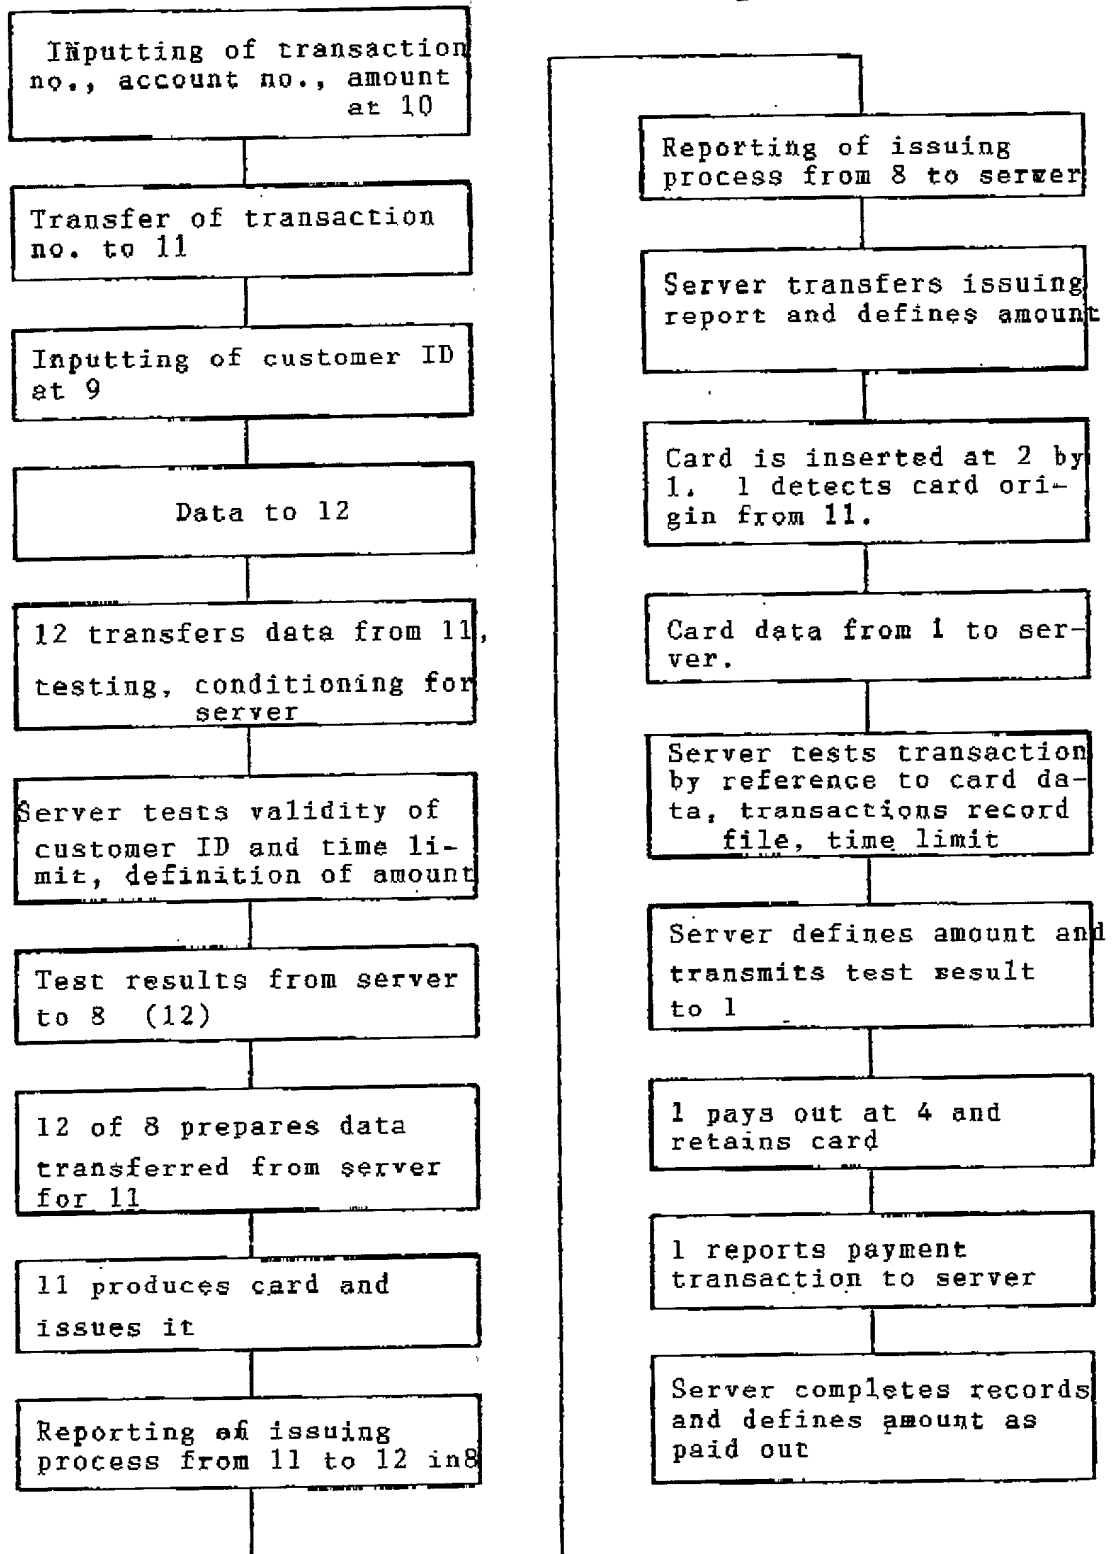 Inputting of transaction
no., account no., amount
at 10
Transfer of transaction
no. to 11
Inputting of customer ID
at 9
Data to 12
12 transfers data from 11,
testing, conditioning for
server
Server tests validity of
customer ID and time li-
mit, definition of amount
Test results from server
to 8 (12)
12 of 8 prepares data
transferred from server
for 11
11 produces card and
issues it
Reporting of issuing
process from 11 to 12 in8
Reporting of issuing
process from 8 to server
Server transfers issuing
report and defines amount
Card is inserted at 2 by
1. 1 detects card ori-
gin from 11.
Card data from 1 to ser-
ver.
Server tests transaction
by reference to card da-
ta, transactions record
file, time limit
Server defines amount and
transmits test result
to 1
1 pays out at 4 and
retains card
1 reports payment
transaction to server
Server completes records
and defines amount as
paid out